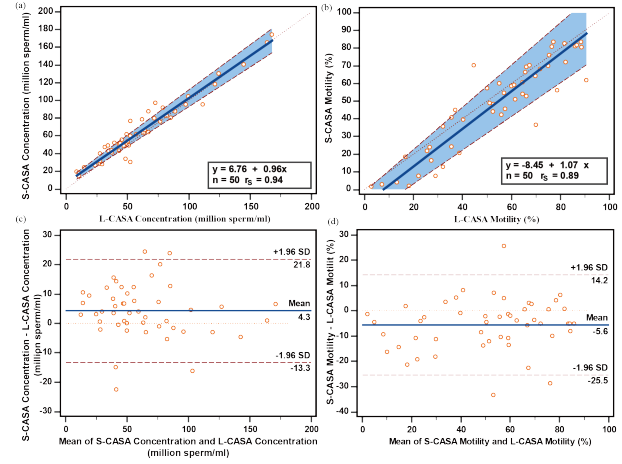 (a)
S-CASA Concentration (million sperm/ml)
200
180
160
140
120
100
80
60
40
20
0
y = 6.76 + 0.96x
n = 50 rS = 0.94
0 50 100 150 200
L-CASA Concentration (million sperm/ml)
(b)
S-CASA Motility (%)
100
90
80
70
60
50
40
30
20
10
0
y = -8.45 + 1.07 x
n = 50 rS = 0.89
0 20 40 60 80 100
L-CASA Motility (%)
(c)
S-CASA Concentration - L-CASA Concentration
(million sperm/ml)
30
20
10
0
-10
-20
-30
+1.96 SD
21.8
Mean
4.3
-1.96 SD
-13.3
0 50 100 150 200
Mean of S-CASA Concentration and L-CASA Concentration
(million sperm/ml)
(d)
S-CASA Motility - L-CASA Motilit (%)
30
20
10
0
-10
-20
-30
-40
+1.96 SD
14.2
Mean
-5.6
-1.96 SD
-25.5
0 20 40 60 80 100
Mean of S-CASA Motility and L-CASA Motility (%)